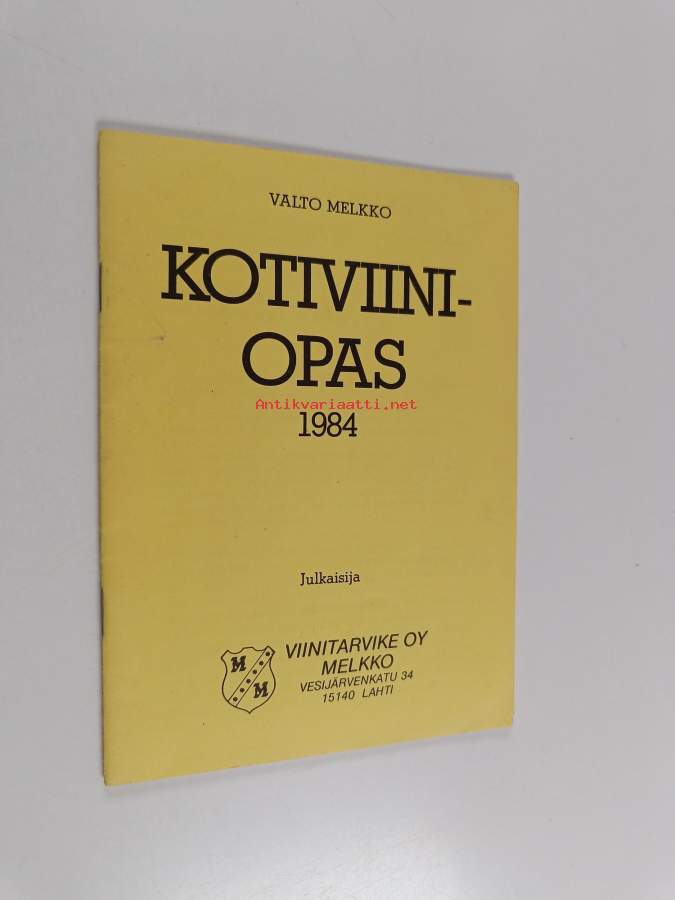 VALTO MELKKO
KOTIVIINI-
OPAS
Antikvariaatti.net
1984
Julkaisija
M
M
VIINITARVIKE OY
MELKKO
VESIJÄRVENKATU 34
15140 LAHTI